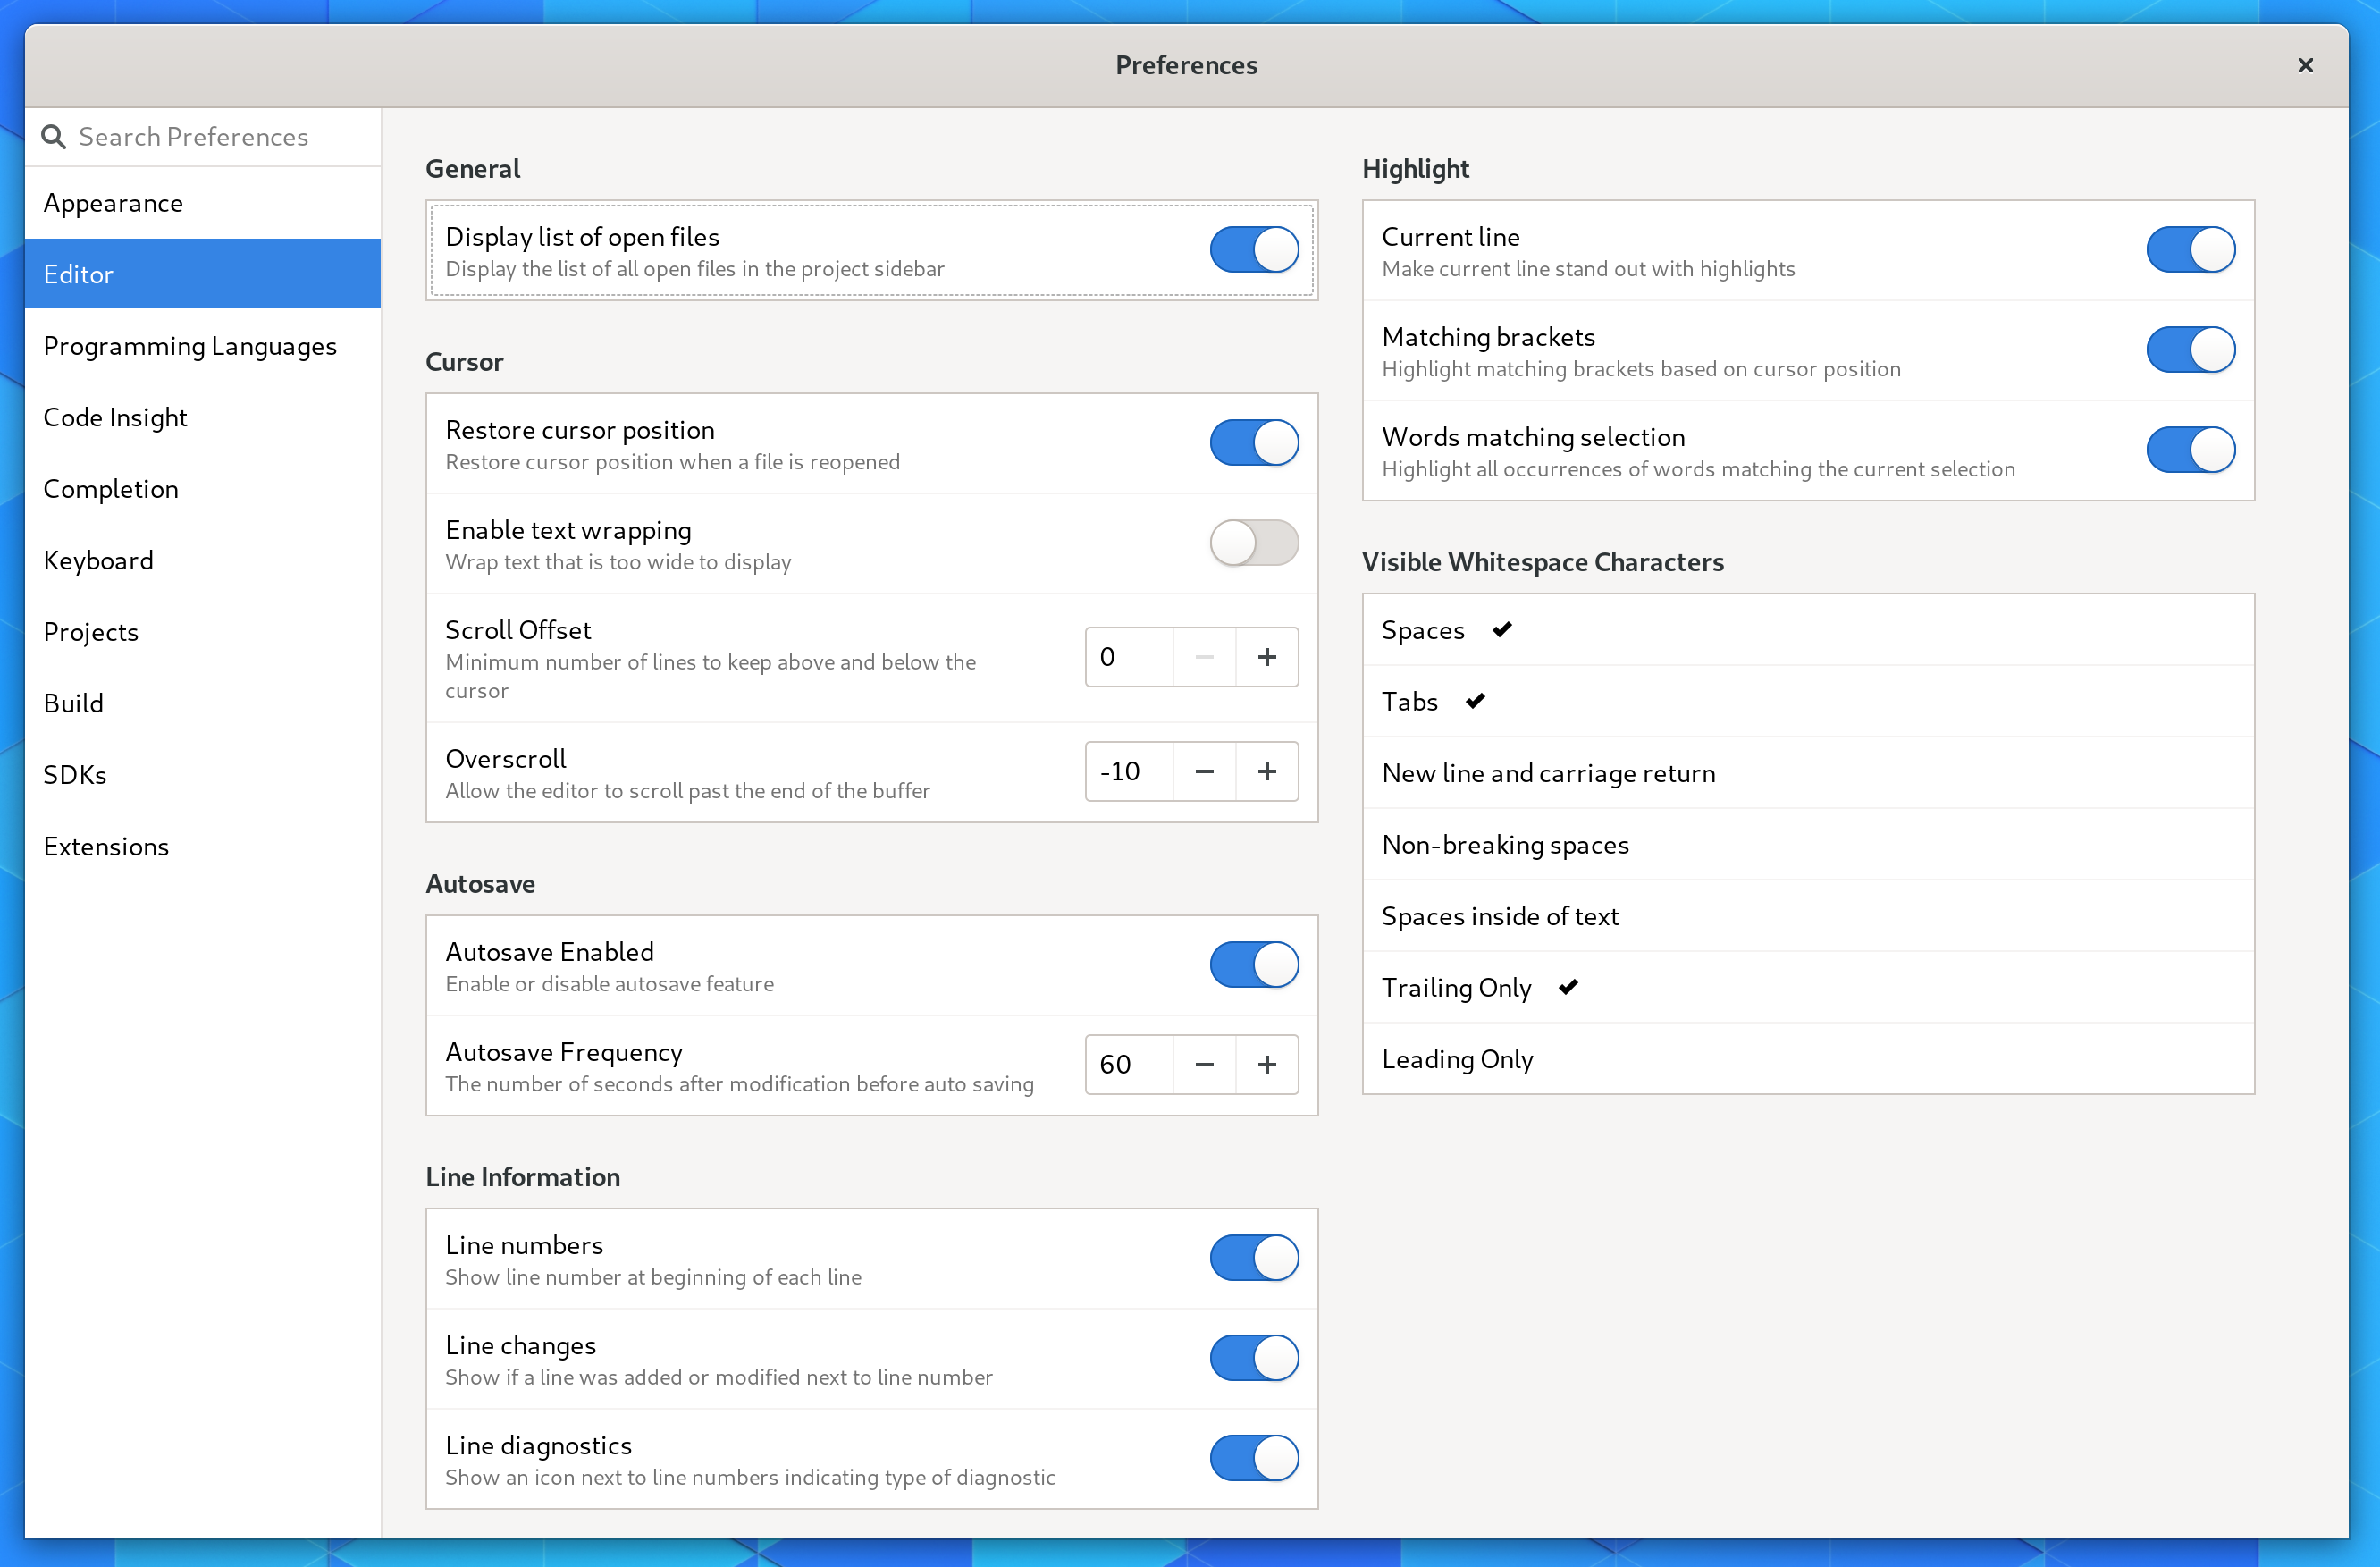 Preferences
Search Preferences
Appearance
Editor
Programming Languages
Code Insight
Completion
Keyboard
Projects
Build
SDKs
Extensions
General
Display list of open files
Display the list of all open files in the project sidebar
Cursor
Restore cursor position
Restore cursor position when a file is reopened
Enable text wrapping
Wrap text that is too wide to display
Scroll Offset
Minimum number of lines to keep above and below the
cursor
0
Overscroll
Allow the editor to scroll past the end of the buffer
-10
Autosave
Autosave Enabled
Enable or disable autosave feature
Autosave Frequency
The number of seconds after modification before auto saving
60
Line Information
Line numbers
Show line number at beginning of each line
Line changes
Show if a line was added or modified next to line number
Line diagnostics
Show an icon next to line numbers indicating type of diagnostic
Highlight
Current line
Make current line stand out with highlights
Matching brackets
Highlight matching brackets based on cursor position
Words matching selection
Highlight all occurrences of words matching the current selection
Visible Whitespace Characters
Spaces
Tabs
New line and carriage return
Non-breaking spaces
Spaces inside of text
Trailing Only
Leading Only